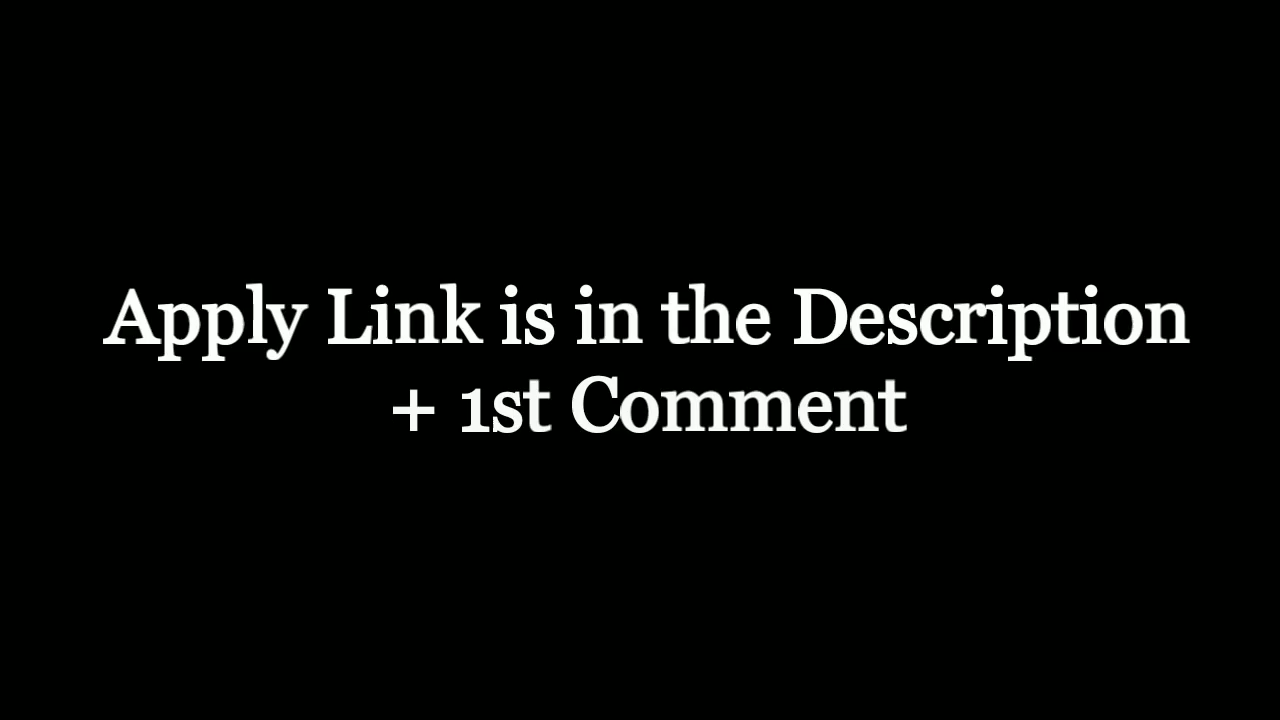 Apply Link is in the Description
+ 1st Comment